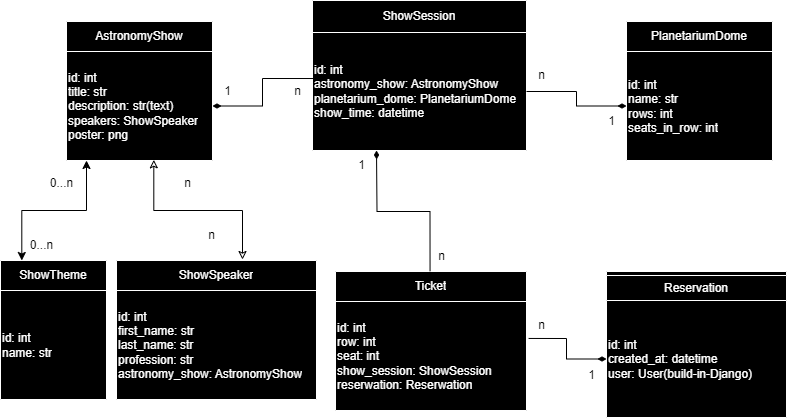 AstronomyShow
id: int
title: str
description: str(text)
speakers: ShowSpeaker
poster: png
ShowSession
id: int
astronomy_show: AstronomyShow
planetarium_dome: PlanetariumDome
show_time: datetime
PlanetariumDome
id: int
name: str
rows: int
seats_in_row: int
1
n
n
1
0...n
n
1
0...n
n
n
ShowTheme
id: int
name: str
ShowSpeaker
id: int
first_name: str
last_name: str
profession: str
astronomy_show: AstronomyShow
Ticket
id: int
row: int
seat: int
show_session: ShowSession
reserwation: Reserwation
n
1
Reserwation
id: int
created_at: datetime
user: User(build-in-Django)